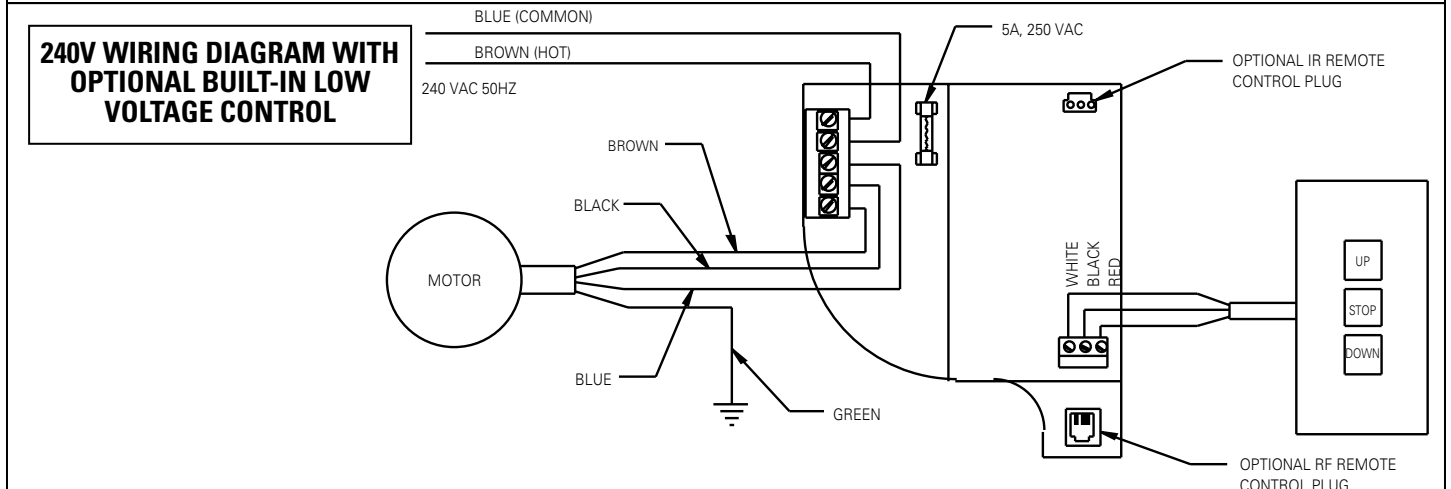 240V WIRING DIAGRAM WITH
OPTIONAL BUILT-IN LOW
VOLTAGE CONTROL
BLUE (COMMON)
BROWN (HOT)
240 VAC 50HZ
5A, 250 VAC
OPTIONAL IR REMOTE
CONTROL PLUG
BROWN
BLACK
MOTOR
BLUE
GREEN
WHITE
BLACK
RED
UP
STOP
DOWN
OPTIONAL RF REMOTE
CONTROL PLUG